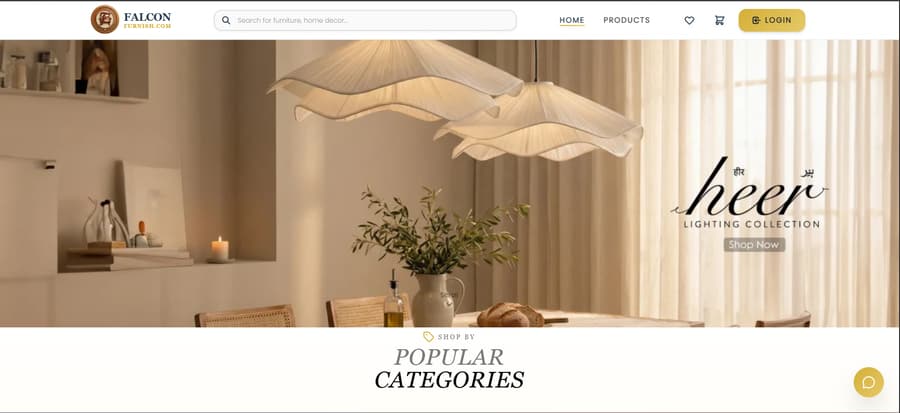 FALCON
FURNISH.COM
Search for furniture, home decor...
HOME
PRODUCTS
LOGIN
हीर
ہیر
heer
LIGHTING COLLECTION
Shop Now
Scroll
SHOP BY
POPULAR
CATEGORIES